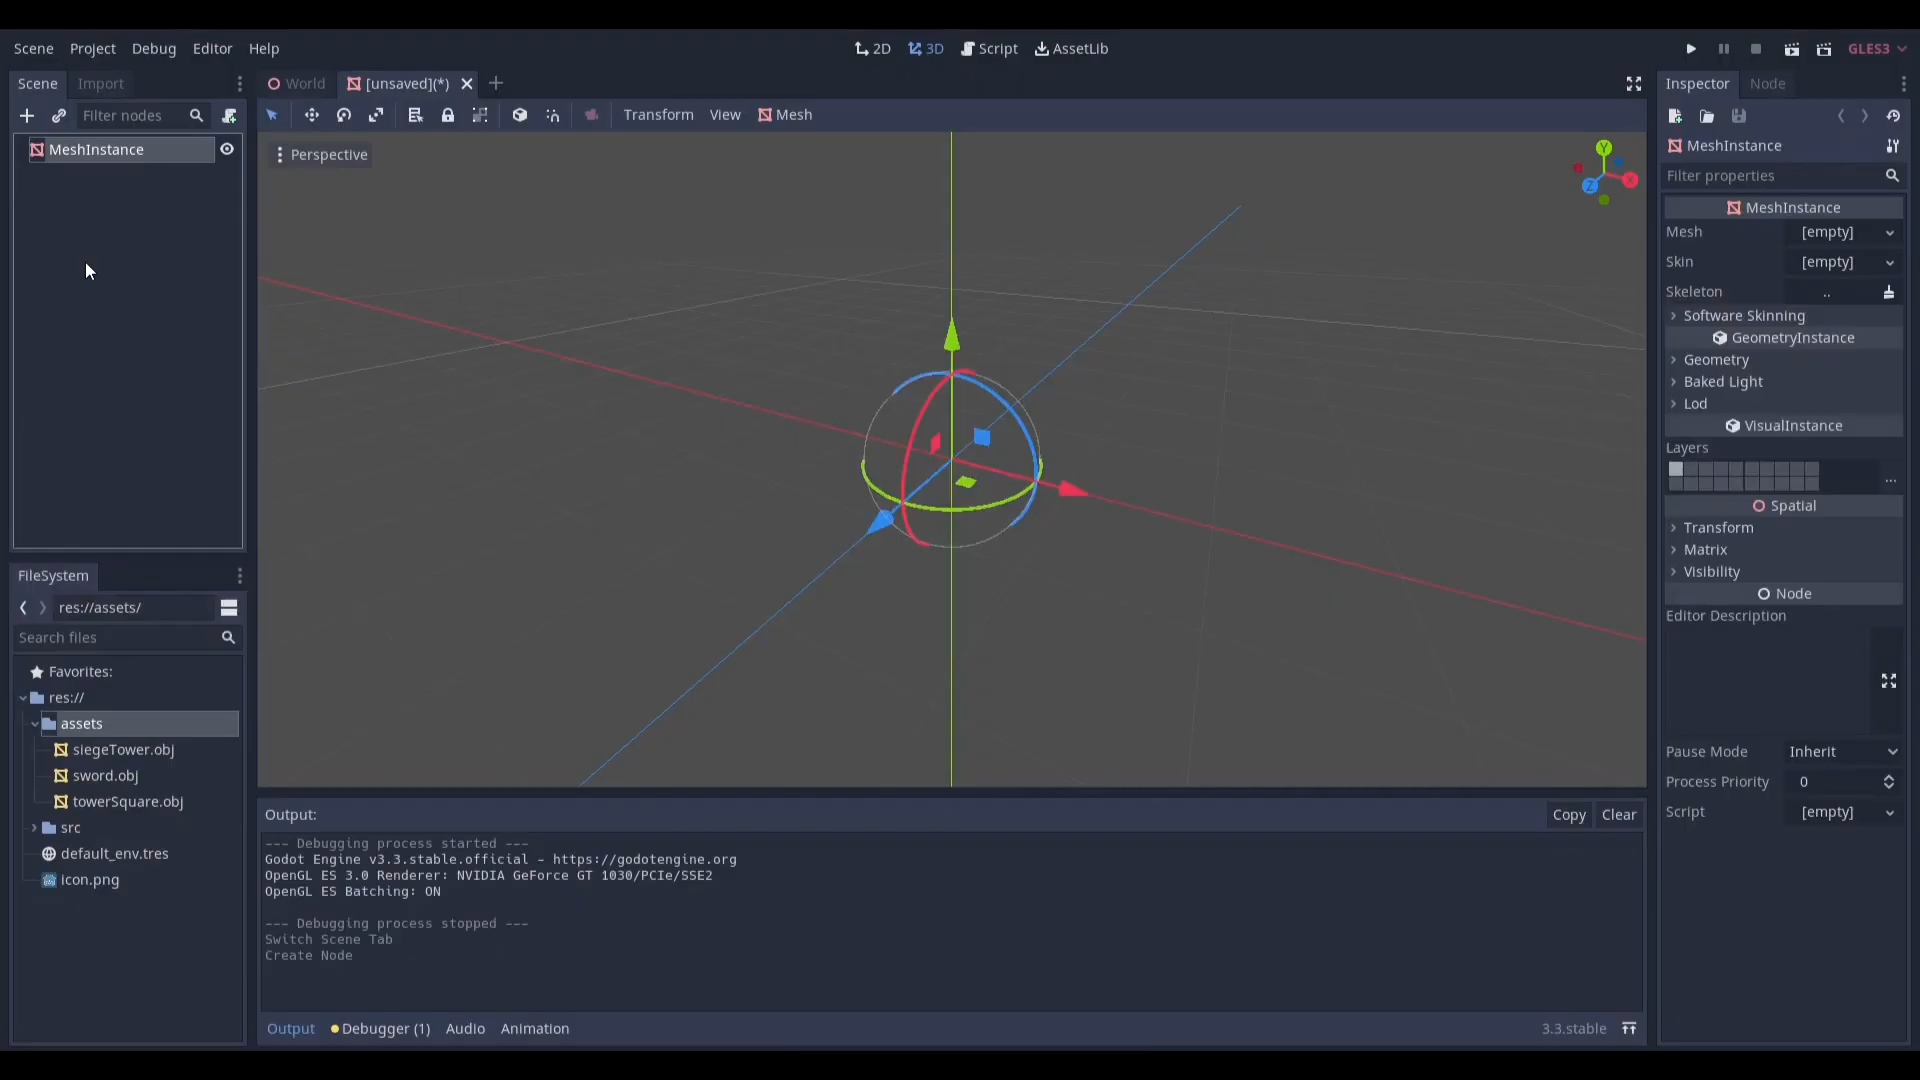 Scene Project Debug Editor Help 2D 3D Script AssetLib GLES3
Scene Import World [unsaved](*) Inspector Node
Filter nodes Transform View Mesh
MeshInstance Perspective Y X Z MeshInstance
Filter properties
MeshInstance
Mesh [empty]
Skin [empty]
Skeleton ..
Software Skinning
GeometryInstance
Geometry
Baked Light
Lod
VisualInstance
Layers
...
Spatial
Transform
Matrix
Visibility
Node
Editor Description
Pause Mode Inherit
Process Priority 0
Script [empty]
FileSystem
res://assets/
Search files
Favorites:
res://
assets
siegeTower.obj
sword.obj
towerSquare.obj
src
default_env.tres
icon.png
Output: Copy Clear
--- Debugging process started ---
Godot Engine v3.3.stable.official - https://godotengine.org
OpenGL ES 3.0 Renderer: NVIDIA GeForce GT 1030/PCIe/SSE2
OpenGL ES Batching: ON
--- Debugging process stopped ---
Switch Scene Tab
Create Node
Output Debugger (1) Audio Animation 3.3.stable